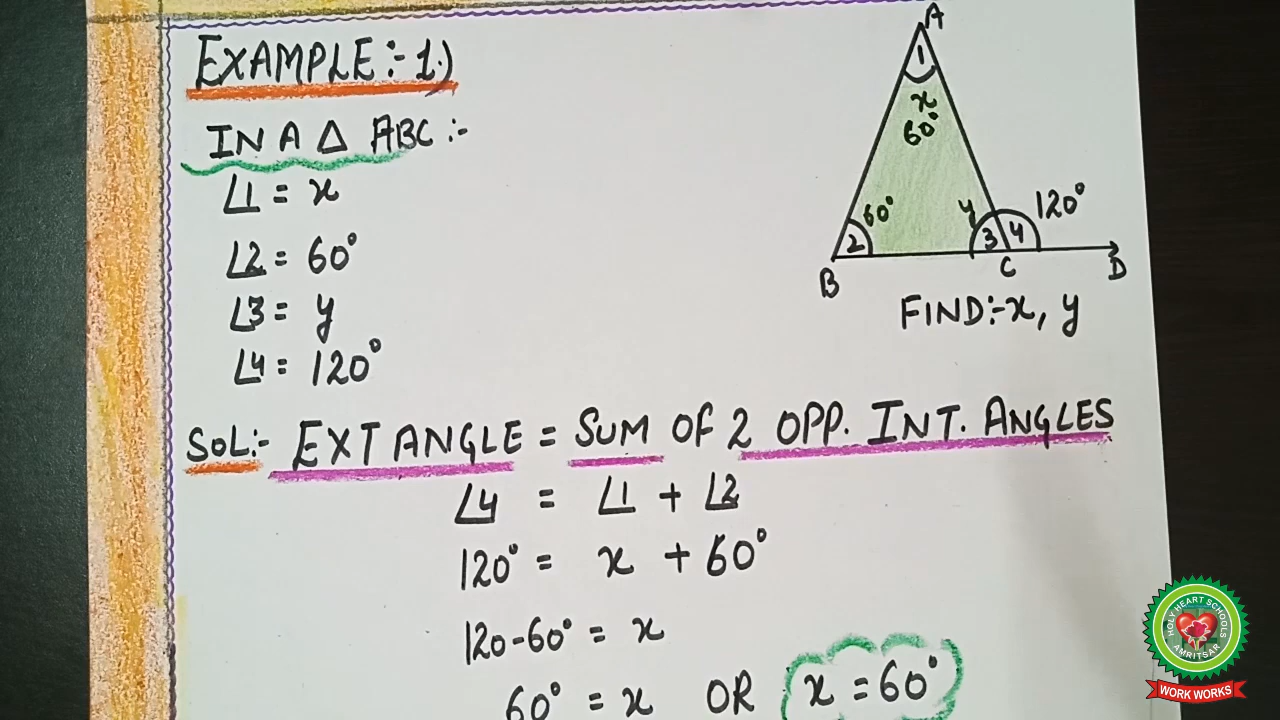 EXAMPLE:- 1.)
IN A Δ ABC :-
∠1 = x
∠2 = 60°
∠3 = y
∠4 = 120°
A
1
x
60°
60°
y
120°
2
3
4
B
C
D
FIND:- x, y
SOL:- EXT ANGLE = SUM OF 2 OPP. INT. ANGLES
∠4 = ∠1 + ∠2
120° = x + 60°
120-60° = x
60° = x OR x = 60°
HOLY HEART SCHOOLS
AMRITSAR
WORK WORKS